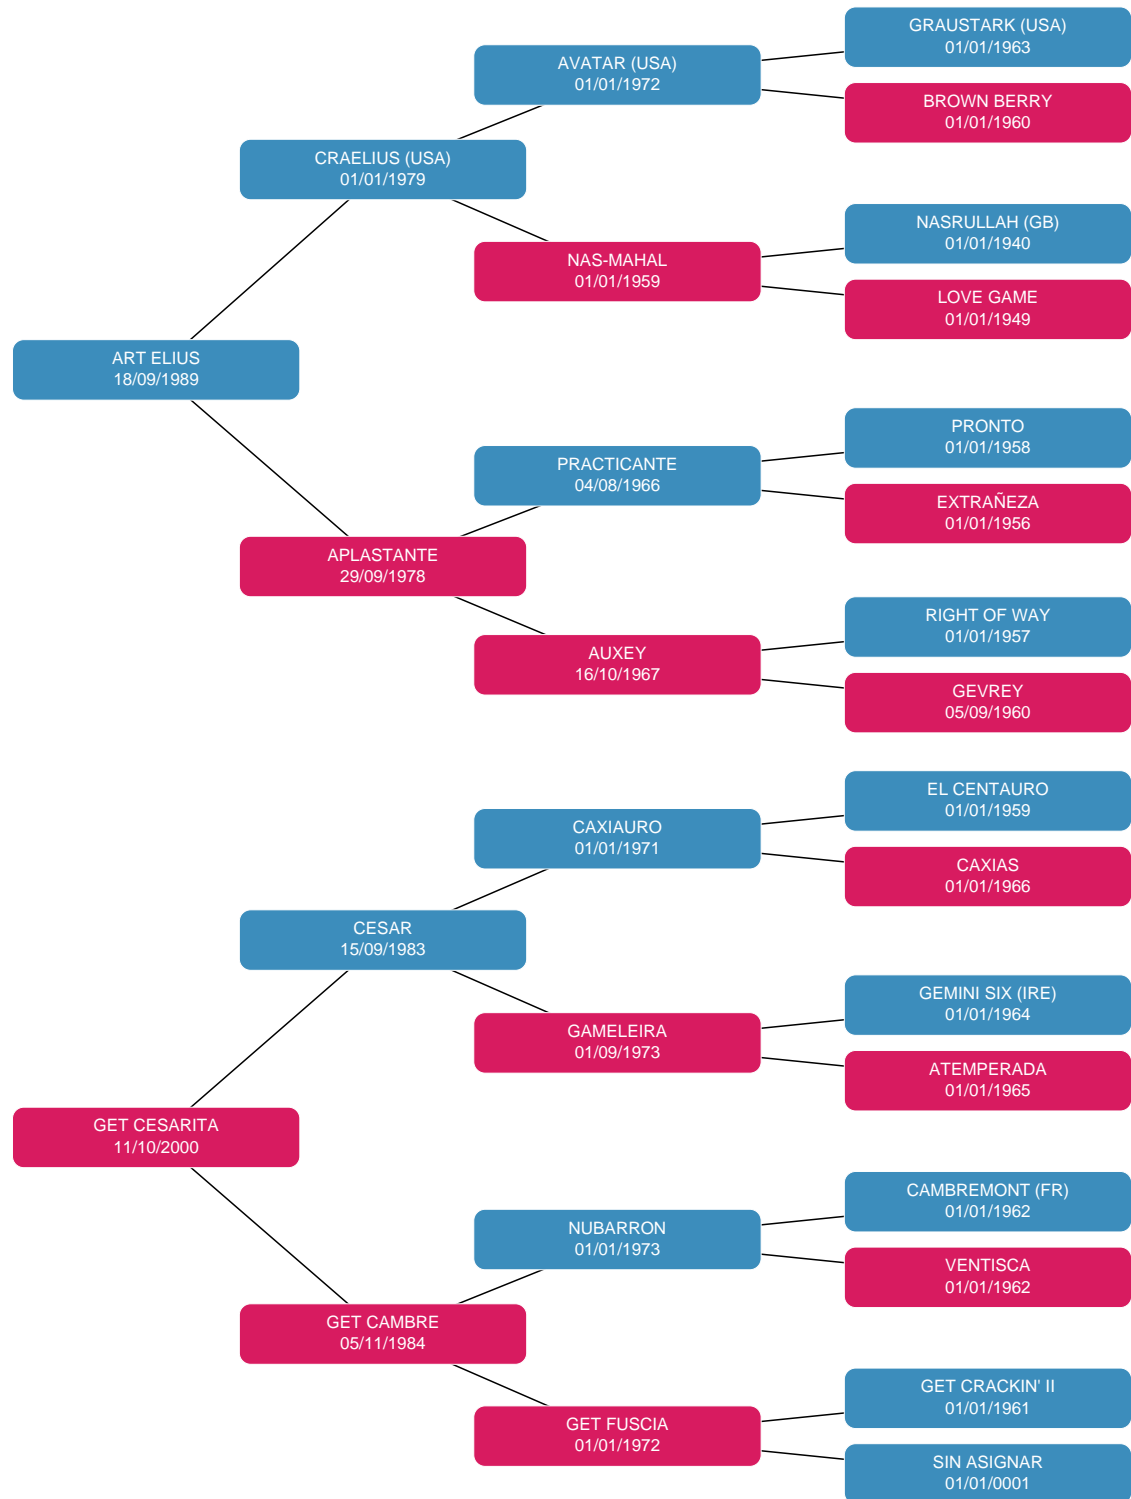 GRAUSTARK (USA)
01/01/1963
AVATAR (USA)
01/01/1972
BROWN BERRY
01/01/1960
CRAELIUS (USA)
01/01/1979
NASRULLAH (GB)
01/01/1940
NAS-MAHAL
01/01/1959
LOVE GAME
01/01/1949
ART ELIUS
18/09/1989
PRONTO
01/01/1958
PRACTICANTE
04/08/1966
EXTRAÑEZA
01/01/1956
APLASTANTE
29/09/1978
RIGHT OF WAY
01/01/1957
AUXEY
16/10/1967
GEVREY
05/09/1960
EL CENTAURO
01/01/1959
CAXIAURO
01/01/1971
CAXIAS
01/01/1966
CESAR
15/09/1983
GEMINI SIX (IRE)
01/01/1964
GAMELEIRA
01/09/1973
ATEMPERADA
01/01/1965
GET CESARITA
11/10/2000
CAMBREMONT (FR)
01/01/1962
NUBARRON
01/01/1973
VENTISCA
01/01/1962
GET CAMBRE
05/11/1984
GET CRACKIN' II
01/01/1961
GET FUSCIA
01/01/1972
SIN ASIGNAR
01/01/0001